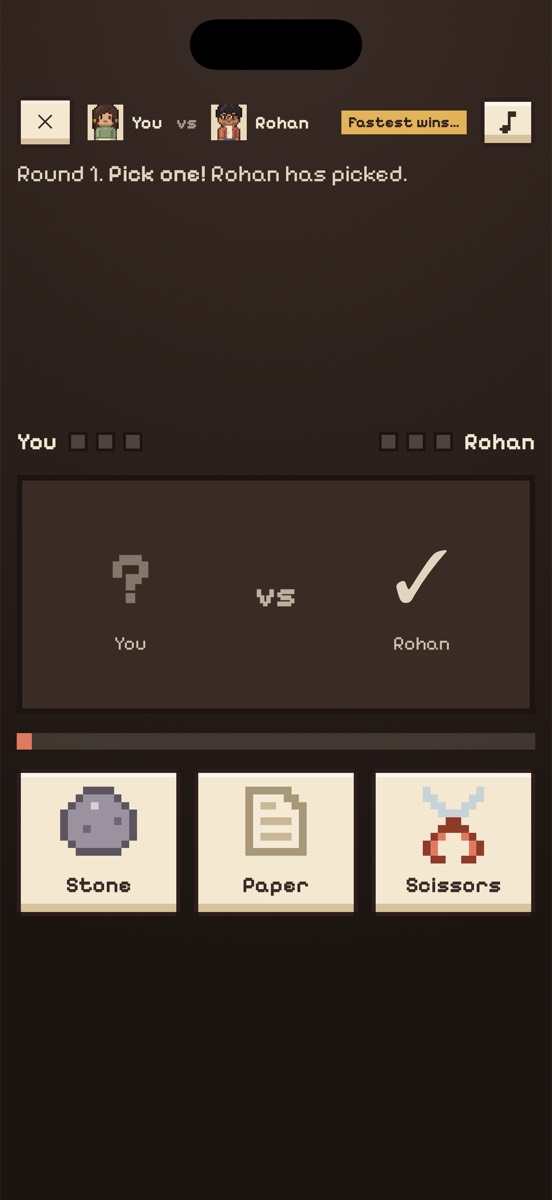 You vs Rohan Fastest wins...
Round 1. Pick one! Rohan has picked.
You Rohan
? vs ✓
You Rohan
Stone Paper Scissors